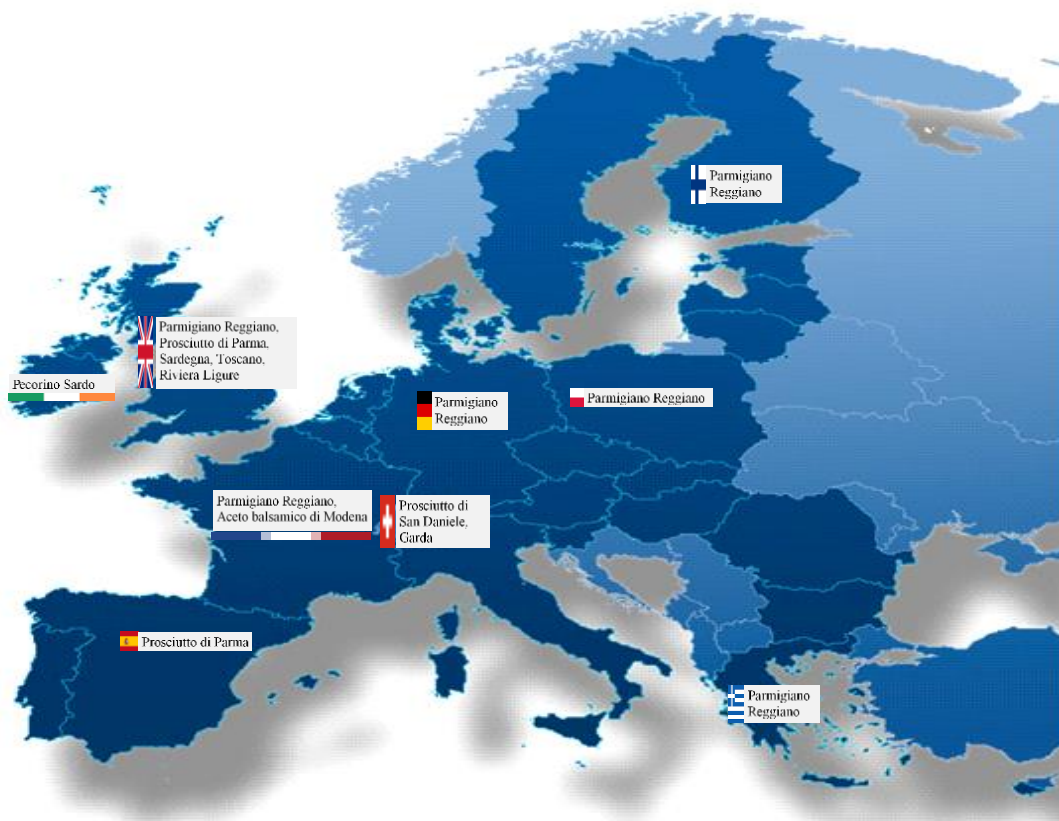 Parmigiano
Reggiano
Parmigiano Reggiano,
Prosciutto di Parma,
Sardegna, Toscano,
Riviera Ligure
Pecorino Sardo
Parmigiano
Reggiano
Parmigiano Reggiano
Parmigiano Reggiano,
Aceto balsamico di Modena
Prosciutto di
San Daniele,
Garda
Prosciutto di Parma
Parmigiano
Reggiano